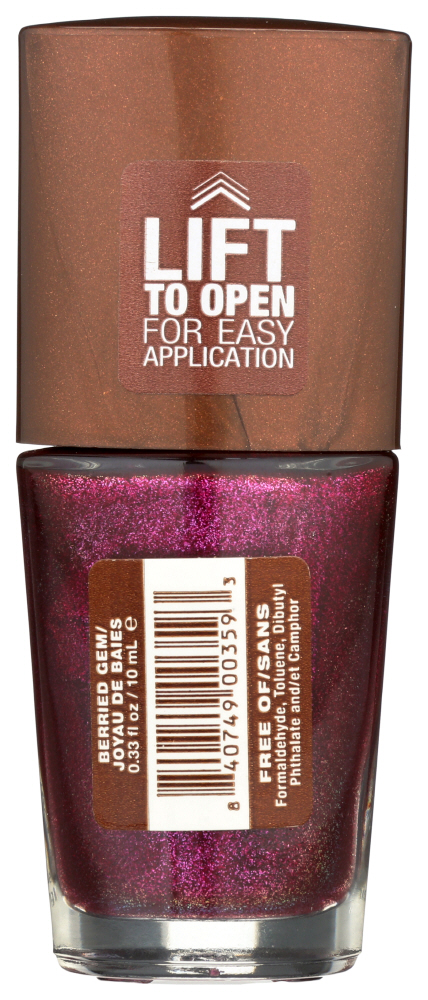 LIFT
TO OPEN
FOR EASY
APPLICATION
BERRIED GEM/
JOYAU DE BAIES
0.33 fl oz / 10 mL ℮
8 40749 00359 3
FREE OF/SANS
Formaldehyde, Toluene, Dibutyl
Phthalate and/et Camphor